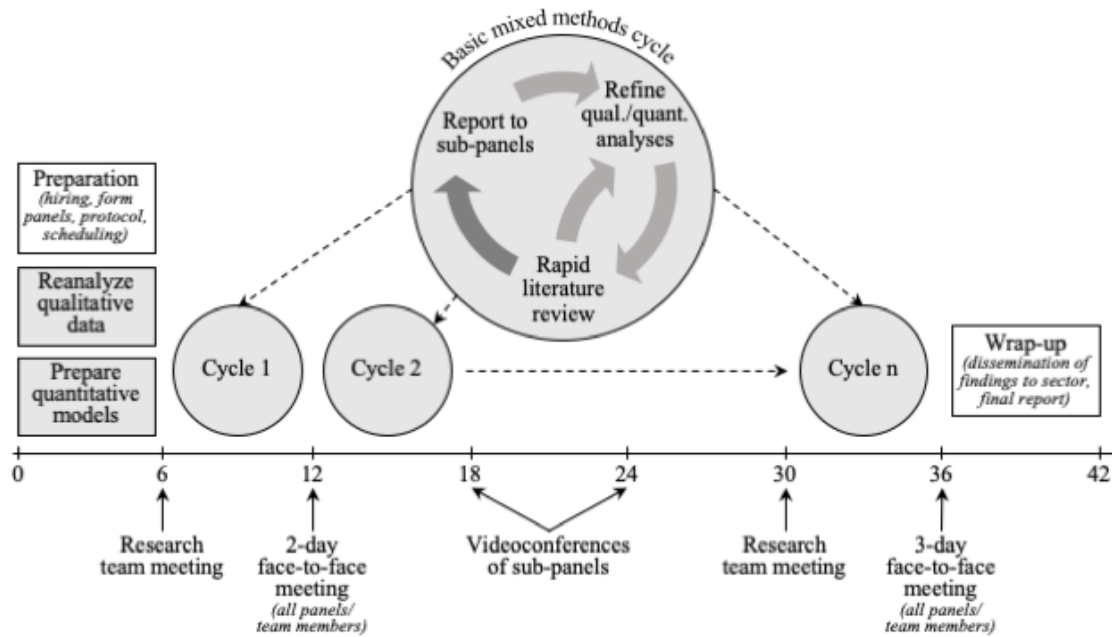 Basic mixed methods cycle
Report to
sub-panels
Refine
qual./quant.
analyses
Rapid
literature
review
Preparation
(hiring, form
panels, protocol,
scheduling)
Reanalyze
qualitative
data
Prepare
quantitative
models
Cycle 1
Cycle 2
Cycle n
Wrap-up
(dissemination of
findings to sector,
final report)
0
6
12
18
24
30
36
42
Research
team meeting
2-day
face-to-face
meeting
(all panels/
team members)
Videoconferences
of sub-panels
Research
team meeting
3-day
face-to-face
meeting
(all panels/
team members)